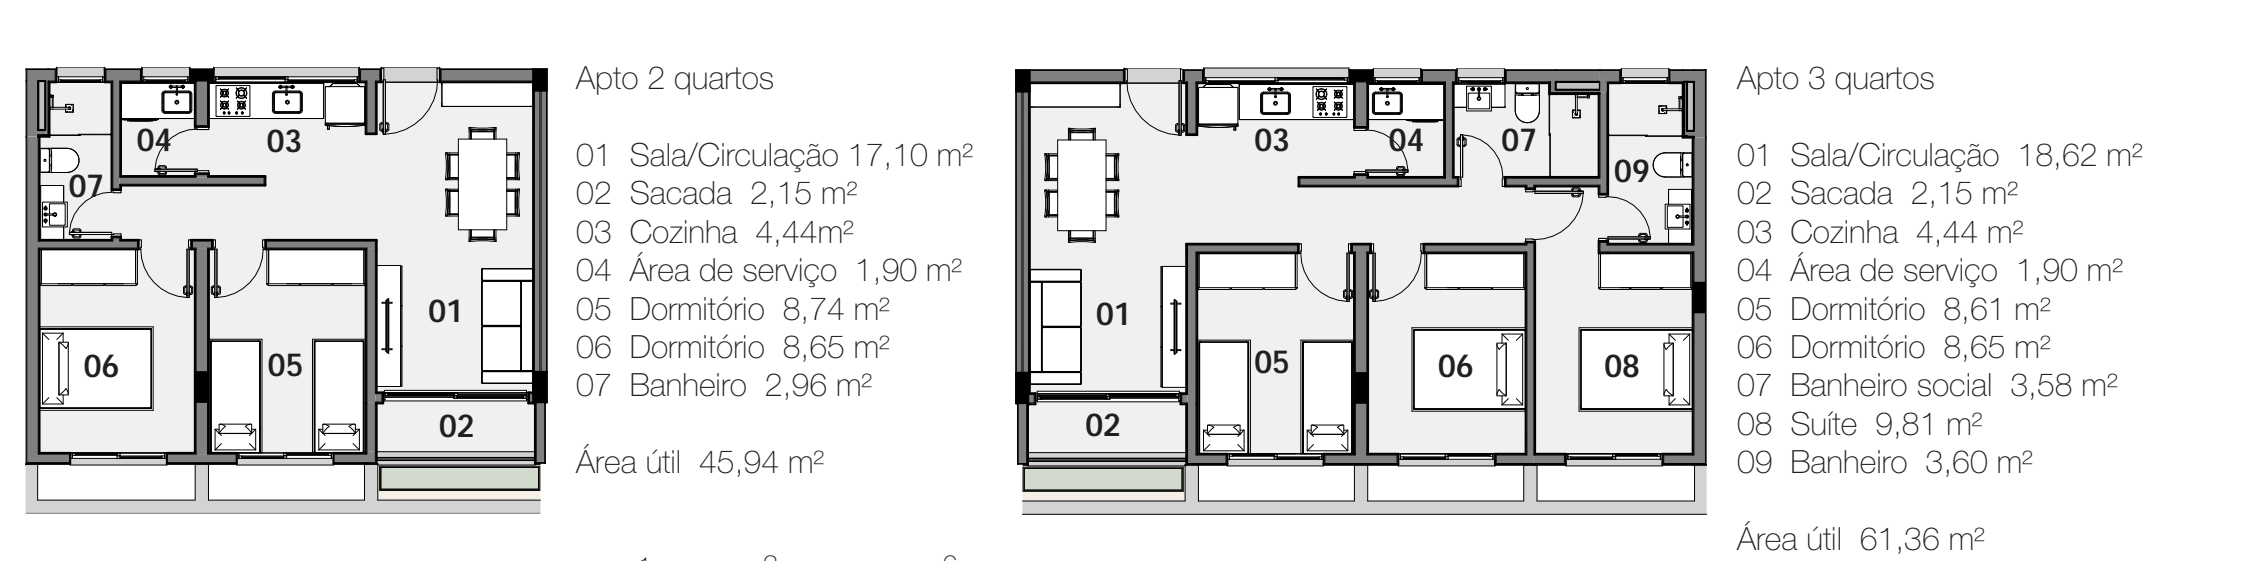 Apto 2 quartos
01 Sala/Circulação 17,10 m²
02 Sacada 2,15 m²
03 Cozinha 4,44m²
04 Área de serviço 1,90 m²
05 Dormitório 8,74 m²
06 Dormitório 8,65 m²
07 Banheiro 2,96 m²
Área útil 45,94 m²
04
03
07
01
06
05
02
Apto 3 quartos
01 Sala/Circulação 18,62 m²
02 Sacada 2,15 m²
03 Cozinha 4,44 m²
04 Área de serviço 1,90 m²
05 Dormitório 8,61 m²
06 Dormitório 8,65 m²
07 Banheiro social 3,58 m²
08 Suíte 9,81 m²
09 Banheiro 3,60 m²
Área útil 61,36 m²
03
04
07
09
01
05
06
08
02